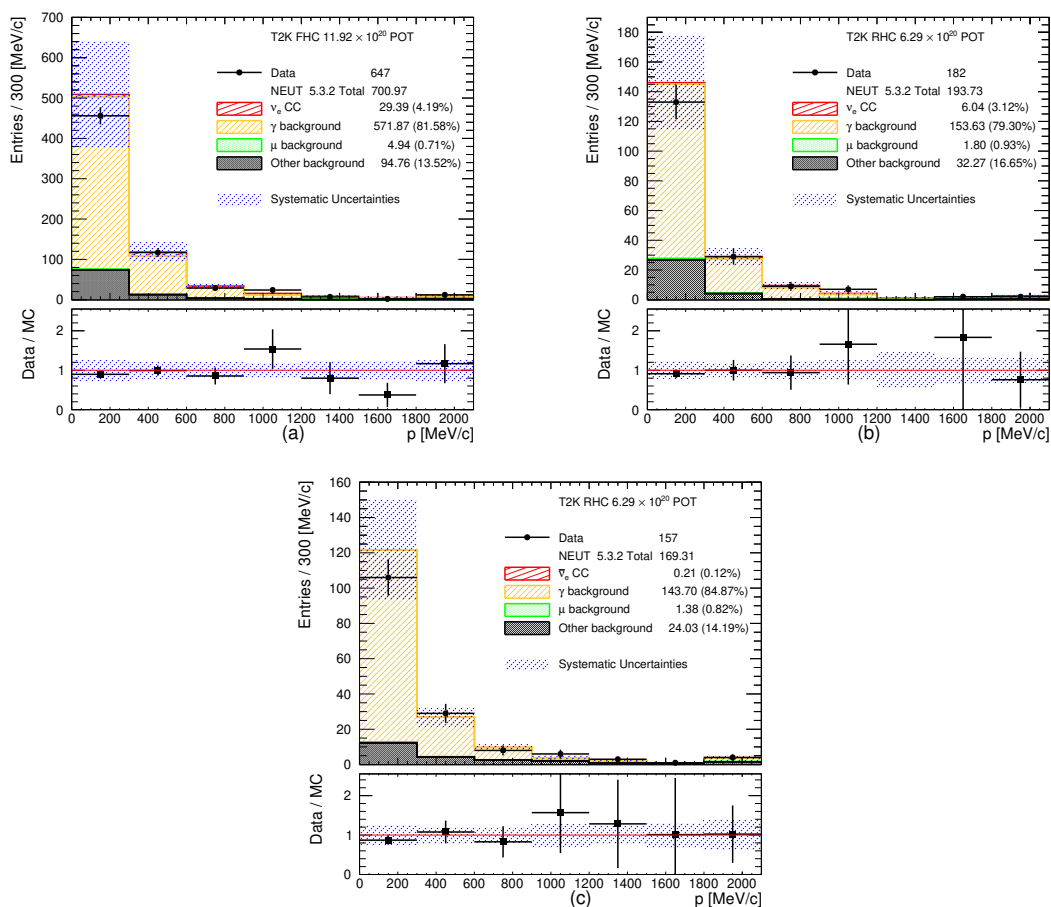 T2K FHC 11.92 × 10²⁰ POT
Data 647
NEUT 5.3.2 Total 700.97
νₑ CC 29.39 (4.19%)
γ background 571.87 (81.58%)
μ background 4.94 (0.71%)
Other background 94.76 (13.52%)
Systematic Uncertainties
Entries / 300 [MeV/c]
700
600
500
400
300
200
100
0
Data / MC
2
1
0
0 200 400 600 800 1000 1200 1400 1600 1800 2000
p [MeV/c]
(a)
T2K RHC 6.29 × 10²⁰ POT
Data 182
NEUT 5.3.2 Total 193.73
νₑ CC 6.04 (3.12%)
γ background 153.63 (79.30%)
μ background 1.80 (0.93%)
Other background 32.27 (16.65%)
Systematic Uncertainties
Entries / 300 [MeV/c]
180
160
140
120
100
80
60
40
20
0
Data / MC
2
1
0
0 200 400 600 800 1000 1200 1400 1600 1800 2000
p [MeV/c]
(b)
T2K RHC 6.29 × 10²⁰ POT
Data 157
NEUT 5.3.2 Total 169.31
ν̄ₑ CC 0.21 (0.12%)
γ background 143.70 (84.87%)
μ background 1.38 (0.82%)
Other background 24.03 (14.19%)
Systematic Uncertainties
Entries / 300 [MeV/c]
160
140
120
100
80
60
40
20
0
Data / MC
2
1
0
0 200 400 600 800 1000 1200 1400 1600 1800 2000
p [MeV/c]
(c)